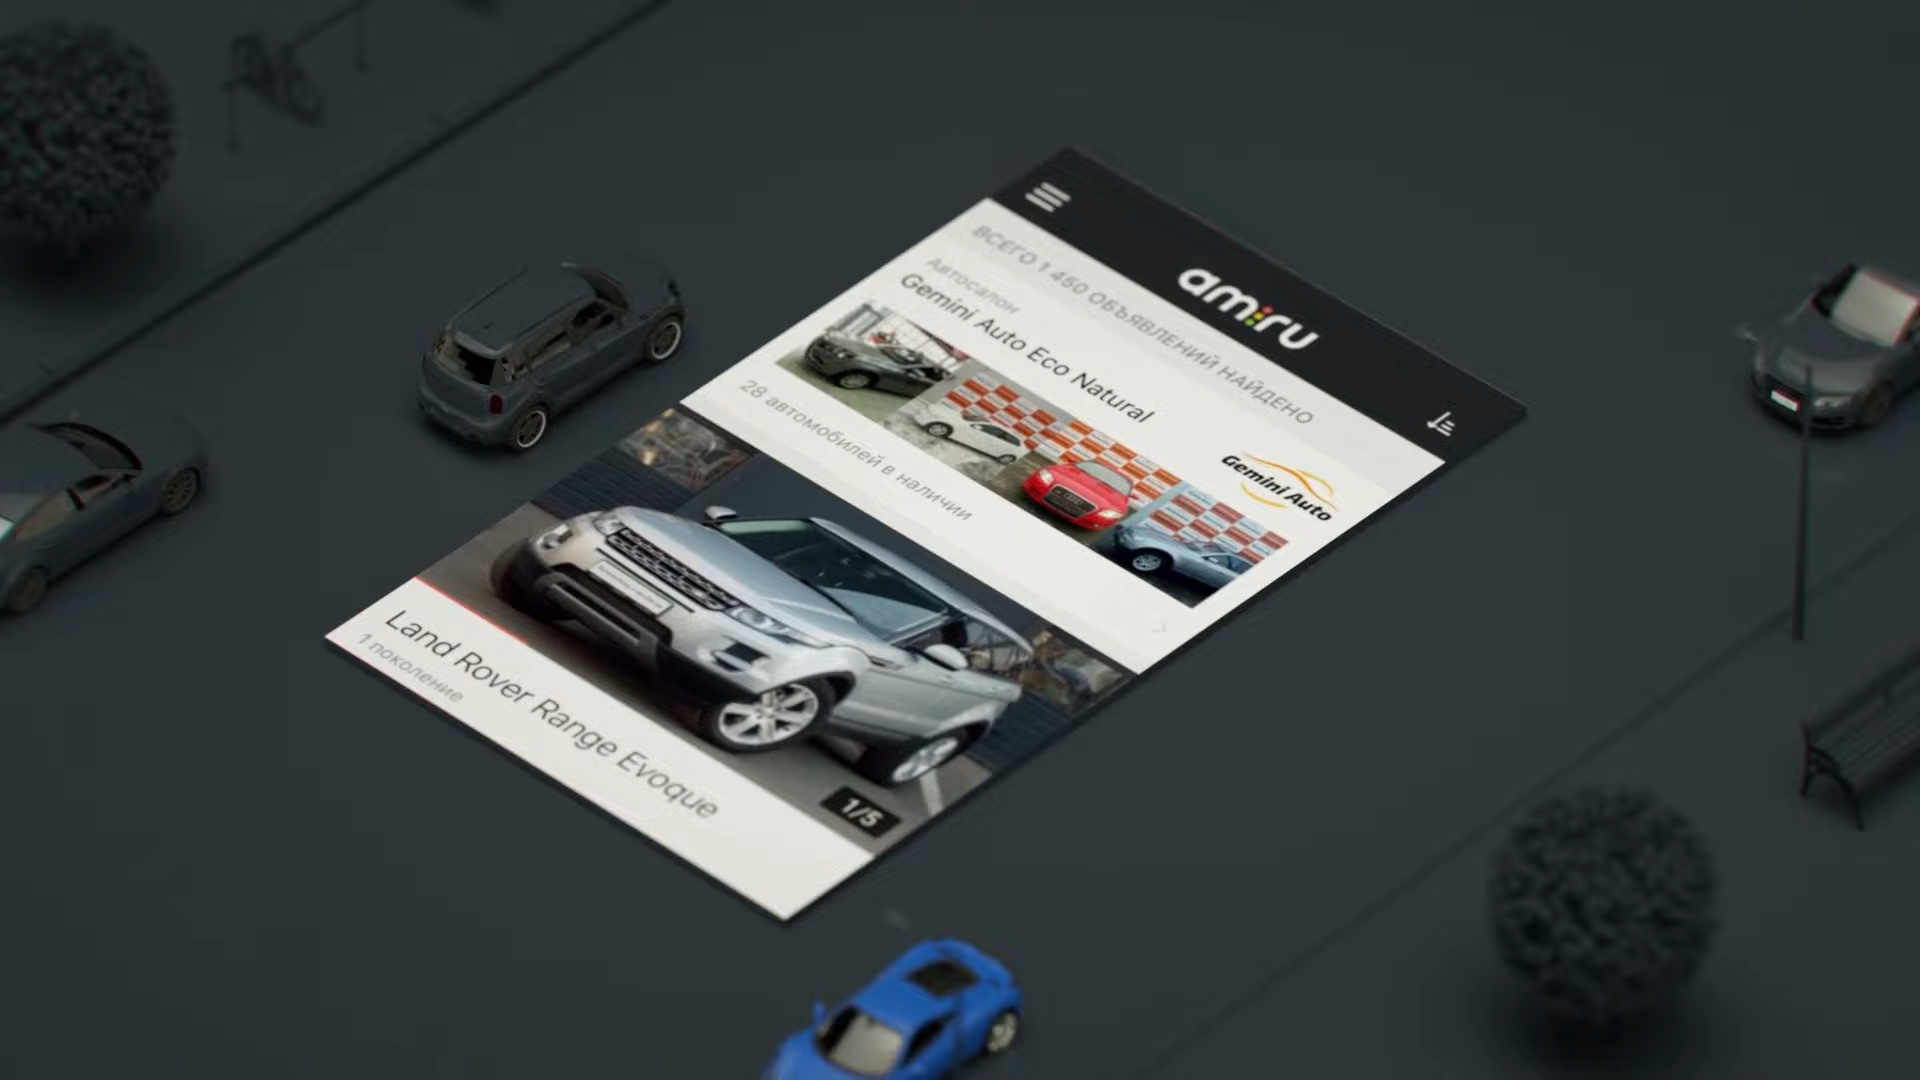 am:ru
ВСЕГО 1 450 ОБЪЯВЛЕНИЙ НАЙДЕНО
Автосалон
Gemini Auto Eco Natural
Gemini Auto
28 автомобилей в наличии
1/5
Land Rover Range Evoque
1 поколение